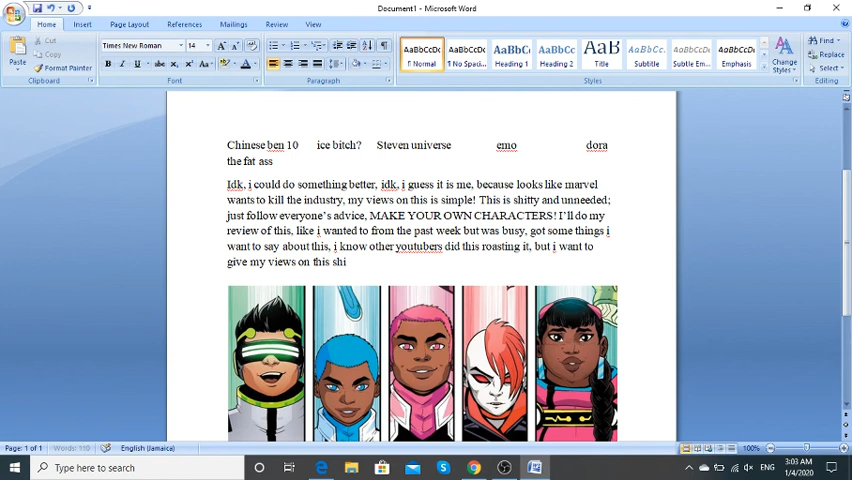 Document1 - Microsoft Word
Home Insert Page Layout References Mailings Review View
Cut
Copy
Format Painter
Paste
Clipboard
Times New Roman 14
Font
Paragraph
AaBbCcDc AaBbCcDc AaBbC AaBbCc AaB AaBbCc. AaBbCcDc AaBbCcDc
¶ Normal ¶ No Spaci... Heading 1 Heading 2 Title Subtitle Subtle Em... Emphasis
Styles
Change Styles
Find
Replace
Select
Editing
Chinese ben 10 ice bitch? Steven universe emo dora
the fat ass
Idk, i could do something better, idk, i guess it is me, because looks like marvel
wants to kill the industry, my views on this is simple! This is shitty and unneeded;
just follow everyone's advice, MAKE YOUR OWN CHARACTERS! I'll do my
review of this, like i wanted to from the past week but was busy, got some things i
want to say about this, i know other youtubers did this roasting it, but i want to
give my views on this shi
Page: 1 of 1 Words: 110 English (Jamaica) 100%
Type here to search
ENG
3:03 AM
1/4/2020